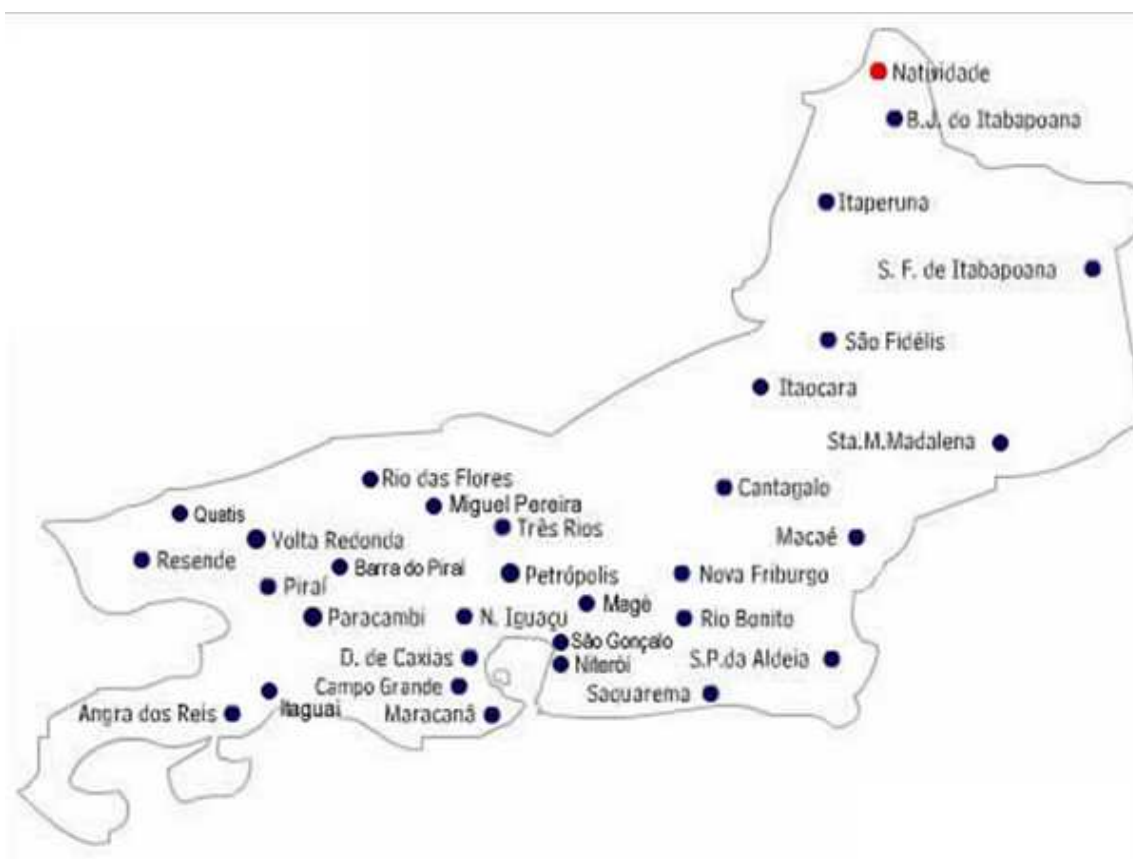 Natividade
B.J. do Itabapoana
Itaperuna
S. F. de Itabapoana
São Fidélis
Itaocara
Sta.M.Madalena
Rio das Flores
Cantagalo
Miguel Pereira
Quatis
Três Rios
Macaé
Volta Redonda
Resende
Barra do Piraí
Petrópolis
Nova Friburgo
Piraí
Magé
Paracambi
N. Iguaçu
Rio Bonito
São Gonçalo
D. de Caxias
Niterói
S.P.da Aldeia
Campo Grande
Saquarema
Itaguaí
Angra dos Reis
Maracanã